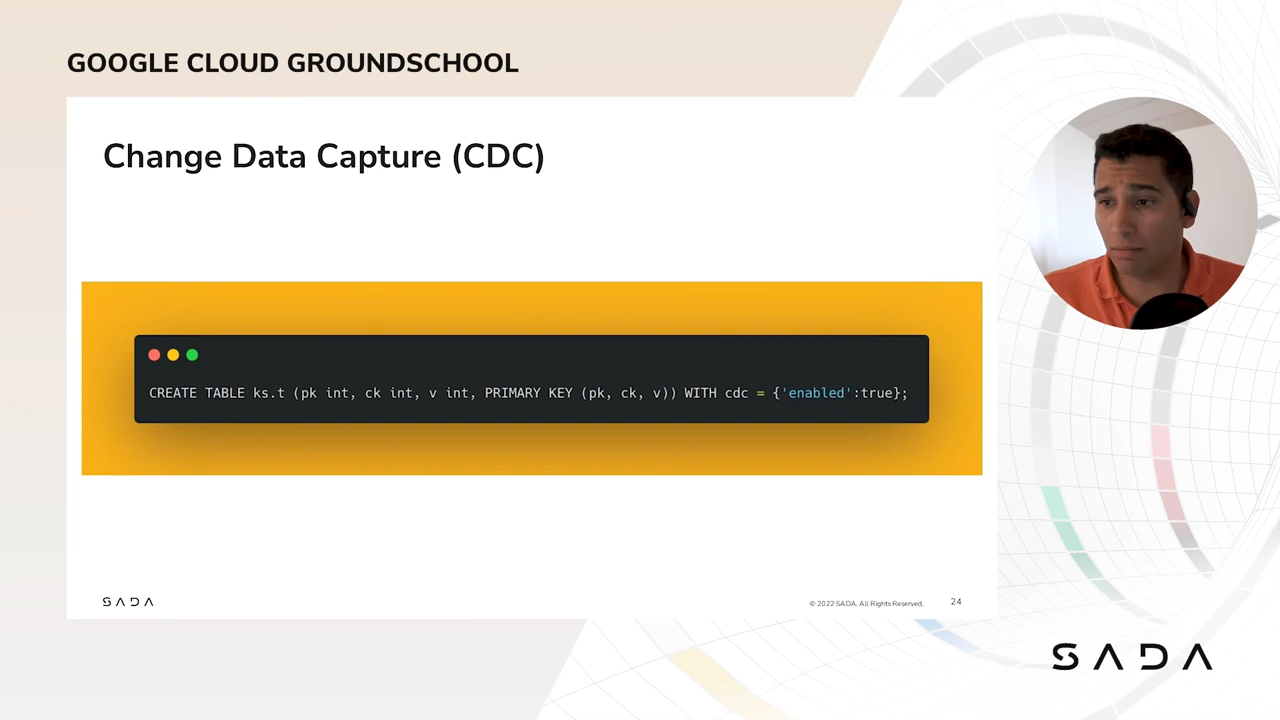 GOOGLE CLOUD GROUNDSCHOOL
Change Data Capture (CDC)
CREATE TABLE ks.t (pk int, ck int, v int, PRIMARY KEY (pk, ck, v)) WITH cdc = {'enabled':true};
SADA
© 2022 SADA. All Rights Reserved.
24
SADA